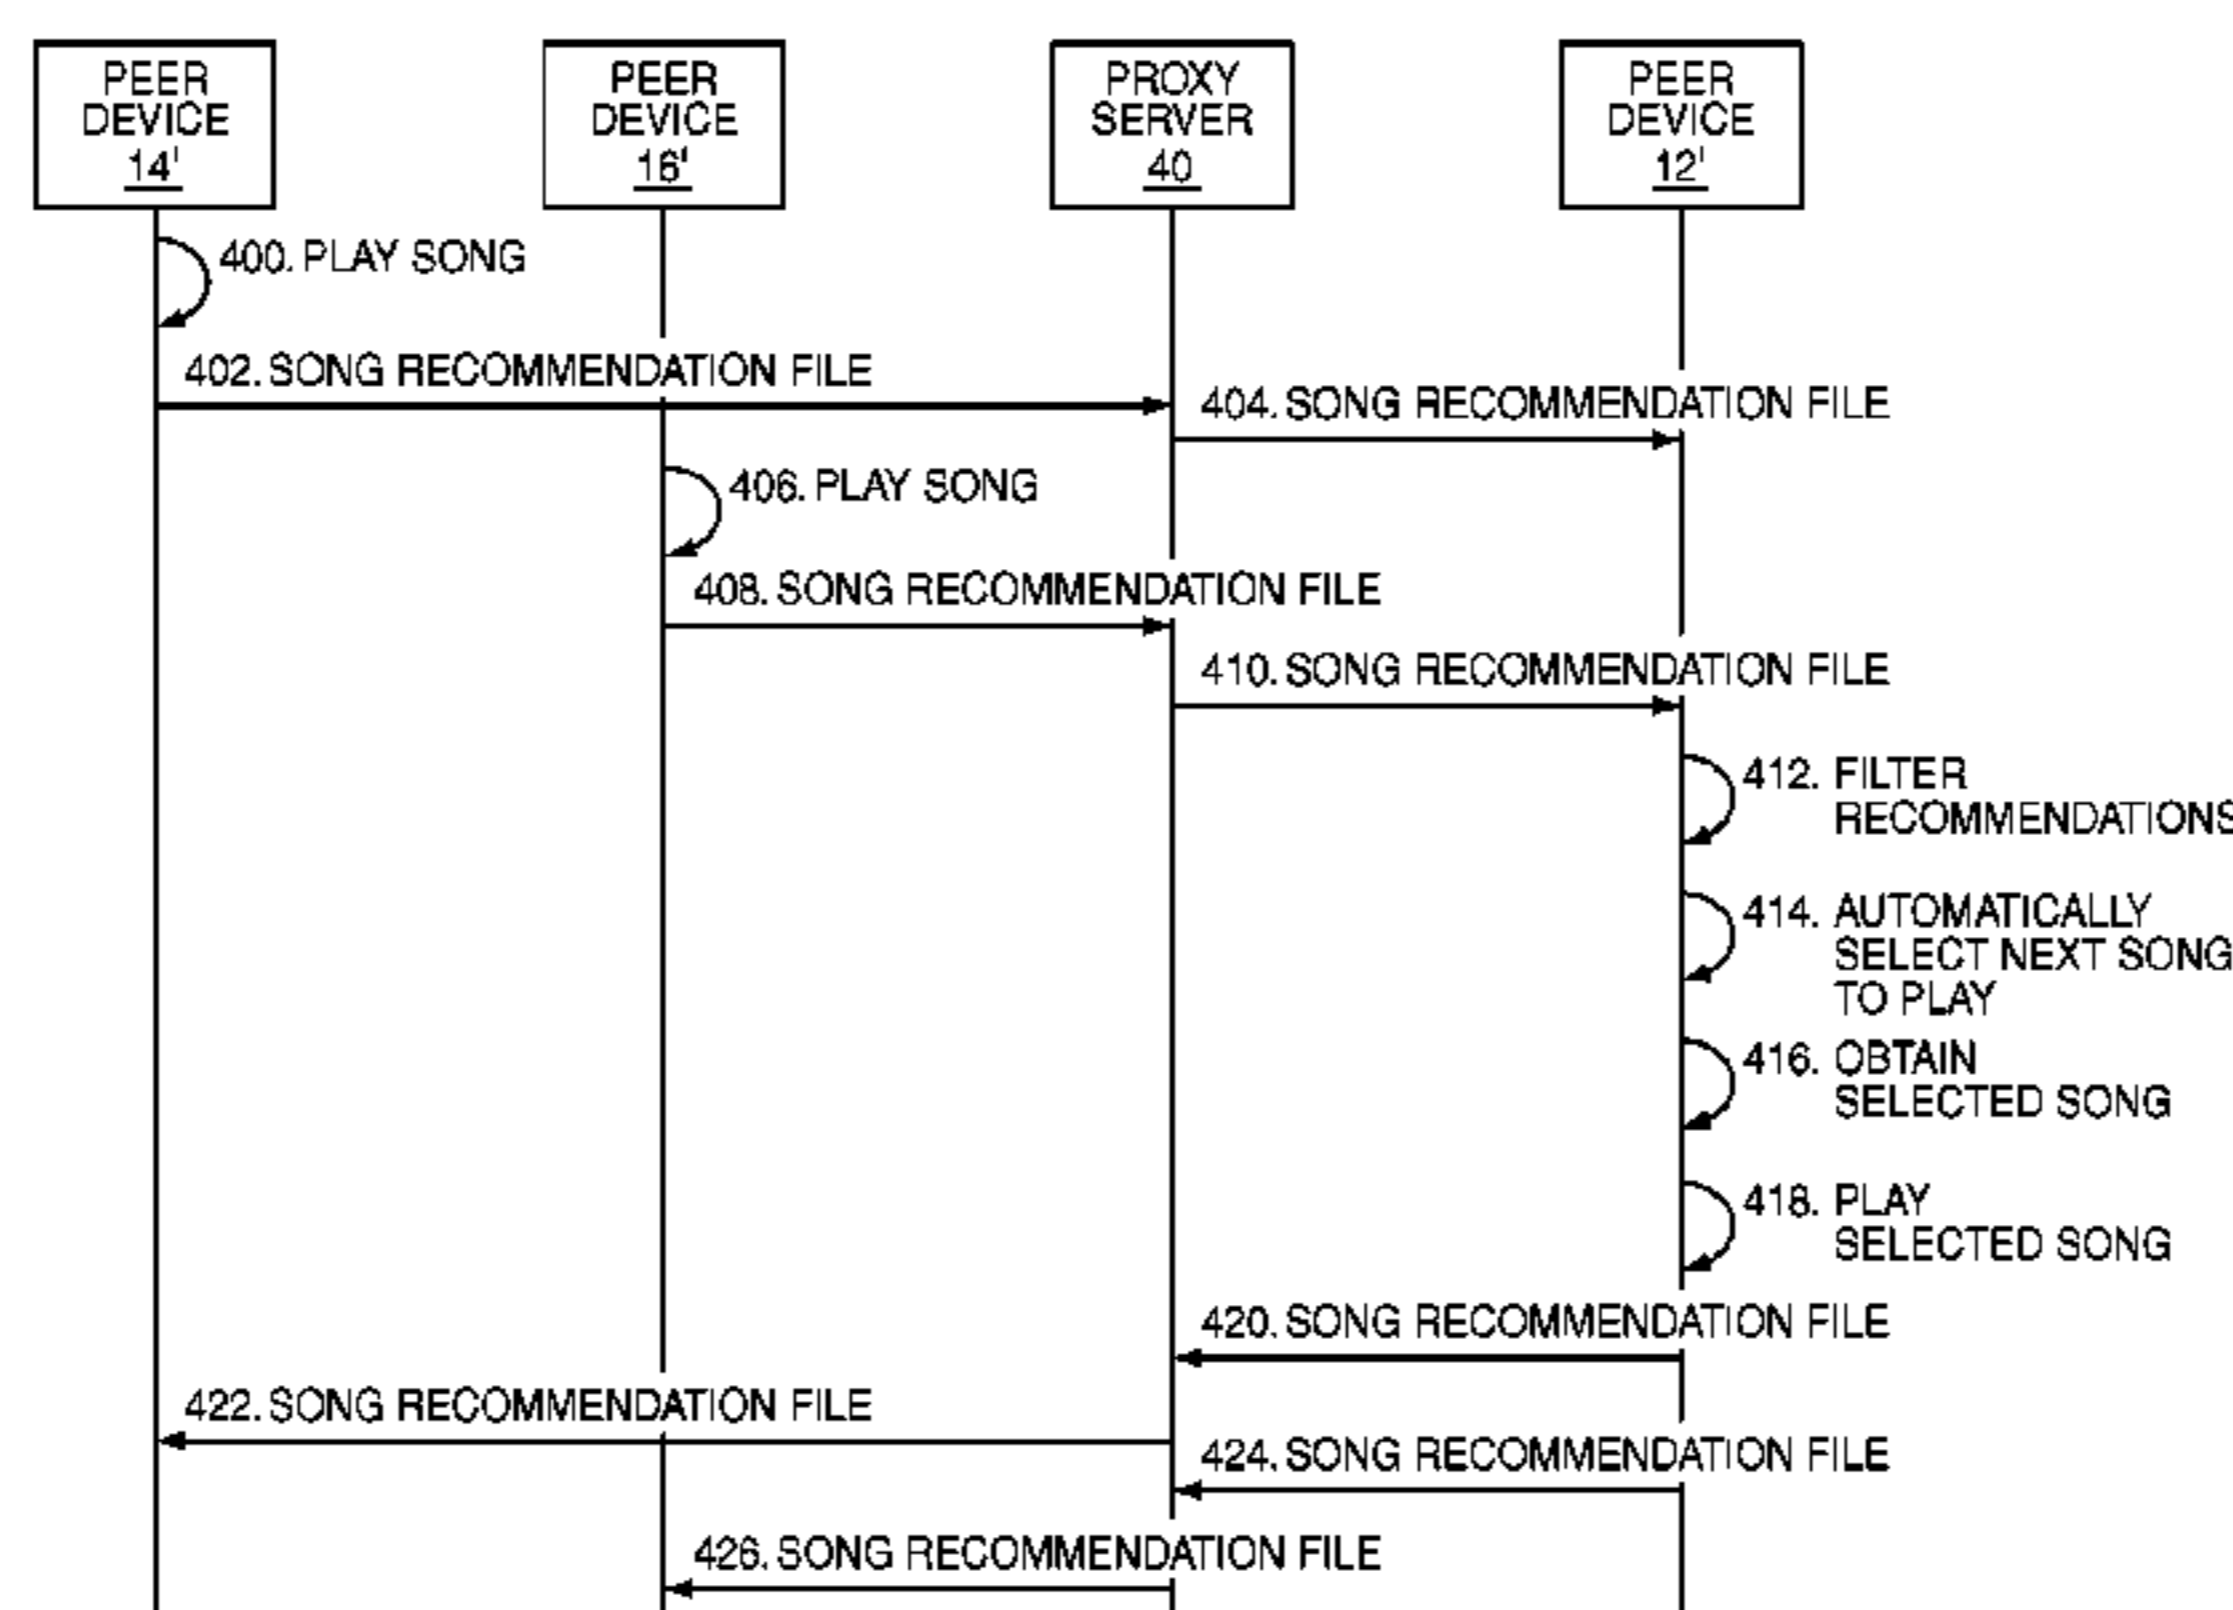 PEER
DEVICE
14'
PEER
DEVICE
16'
PROXY
SERVER
40
PEER
DEVICE
12'
400. PLAY SONG
402. SONG RECOMMENDATION FILE
404. SONG RECOMMENDATION FILE
406. PLAY SONG
408. SONG RECOMMENDATION FILE
410. SONG RECOMMENDATION FILE
412. FILTER
RECOMMENDATIONS
414. AUTOMATICALLY
SELECT NEXT SONG
TO PLAY
416. OBTAIN
SELECTED SONG
418. PLAY
SELECTED SONG
420. SONG RECOMMENDATION FILE
422. SONG RECOMMENDATION FILE
424. SONG RECOMMENDATION FILE
426. SONG RECOMMENDATION FILE